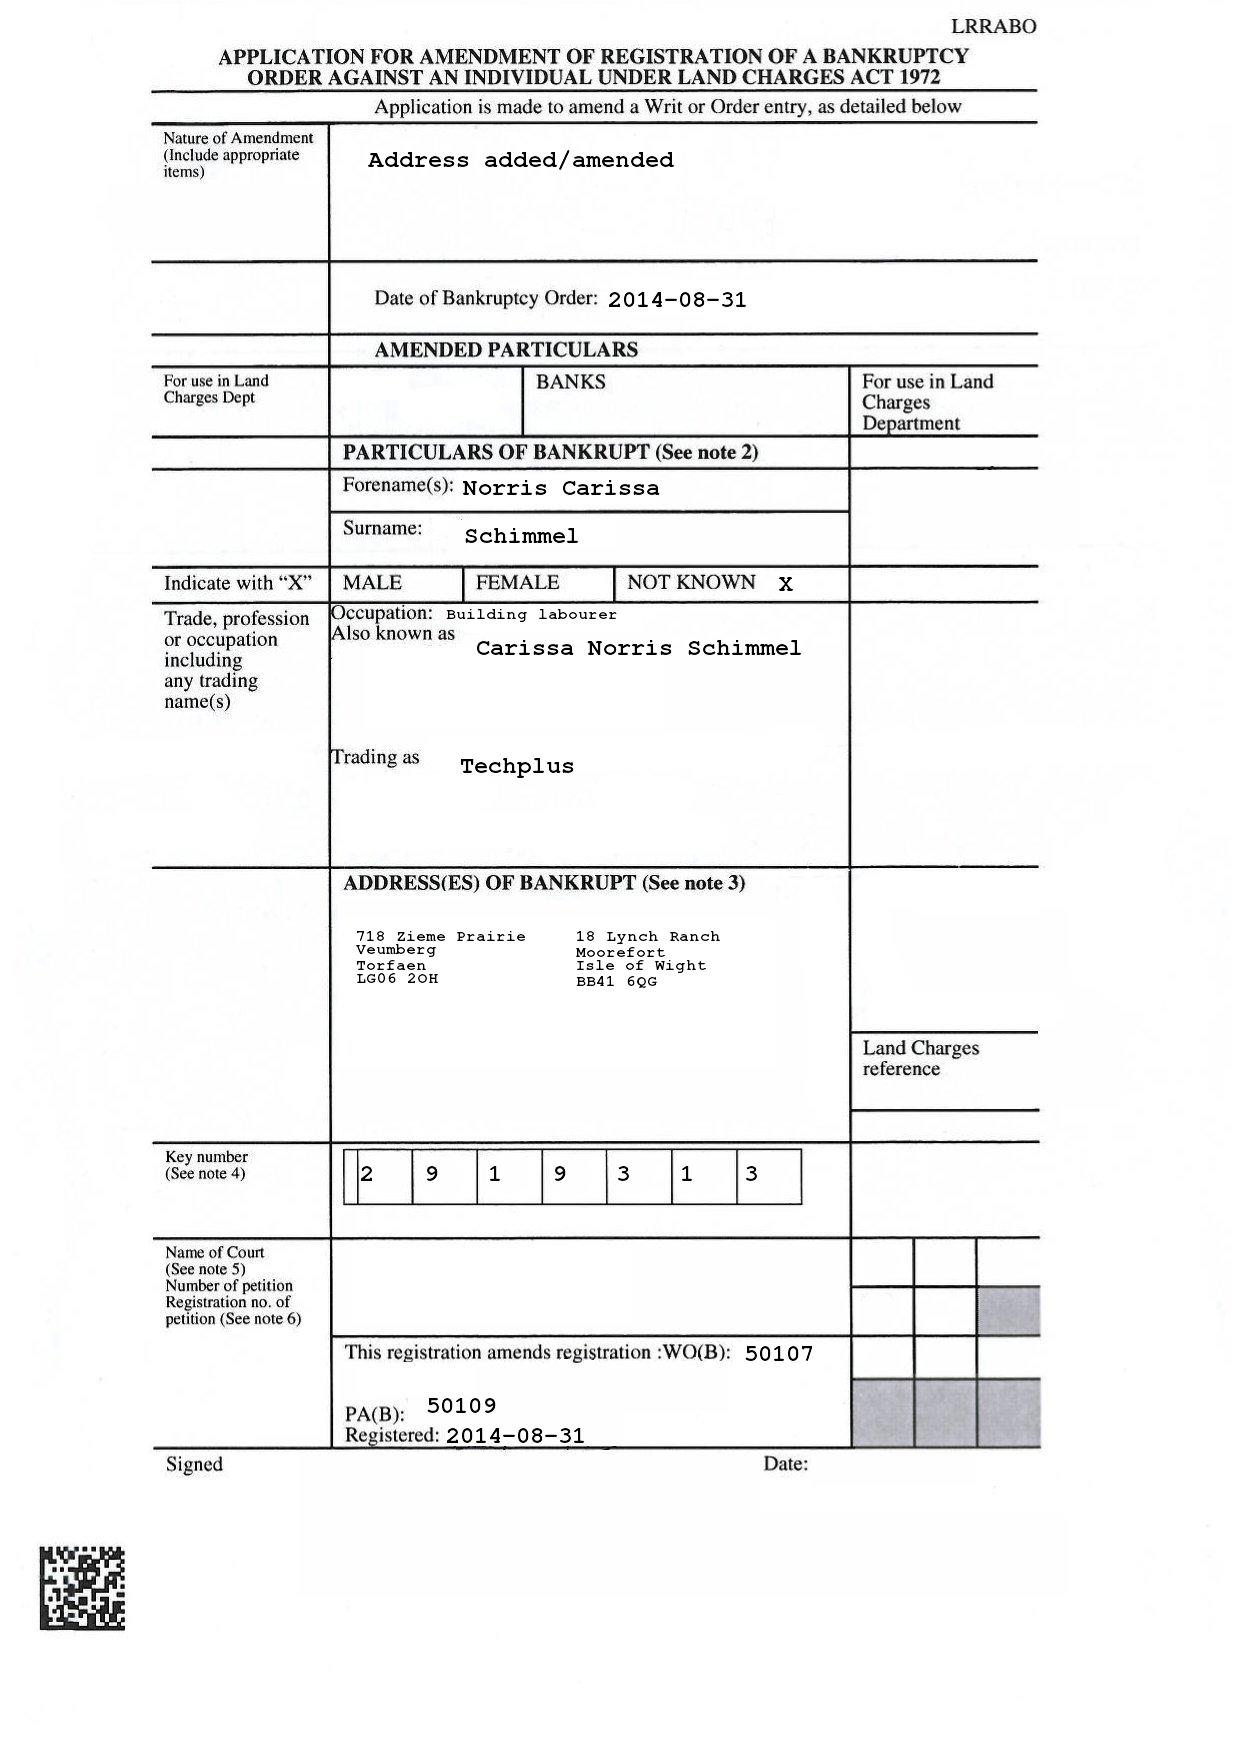 LRRABO
APPLICATION FOR AMENDMENT OF REGISTRATION OF A BANKRUPTCY
ORDER AGAINST AN INDIVIDUAL UNDER LAND CHARGES ACT 1972
Application is made to amend a Writ or Order entry, as detailed below
Nature of Amendment
(Include appropriate
items)
Address added/amended
Date of Bankruptcy Order: 2014-08-31
AMENDED PARTICULARS
For use in Land
Charges Dept
BANKS
For use in Land
Charges
Department
PARTICULARS OF BANKRUPT (See note 2)
Forename(s): Norris Carissa
Surname: Schimmel
Indicate with “X” MALE FEMALE NOT KNOWN X
Trade, profession
or occupation
including
any trading
name(s)
Occupation: Building labourer
Also known as
Carissa Norris Schimmel
Trading as Techplus
ADDRESS(ES) OF BANKRUPT (See note 3)
718 Zieme Prairie
Veumberg
Torfaen
LG06 2OH
18 Lynch Ranch
Moorefort
Isle of Wight
BB41 6QG
Land Charges
reference
Key number
(See note 4)
2 9 1 9 3 1 3
Name of Court
(See note 5)
Number of petition
Registration no. of
petition (See note 6)
This registration amends registration :WO(B): 50107
PA(B): 50109
Registered: 2014-08-31
Signed Date: